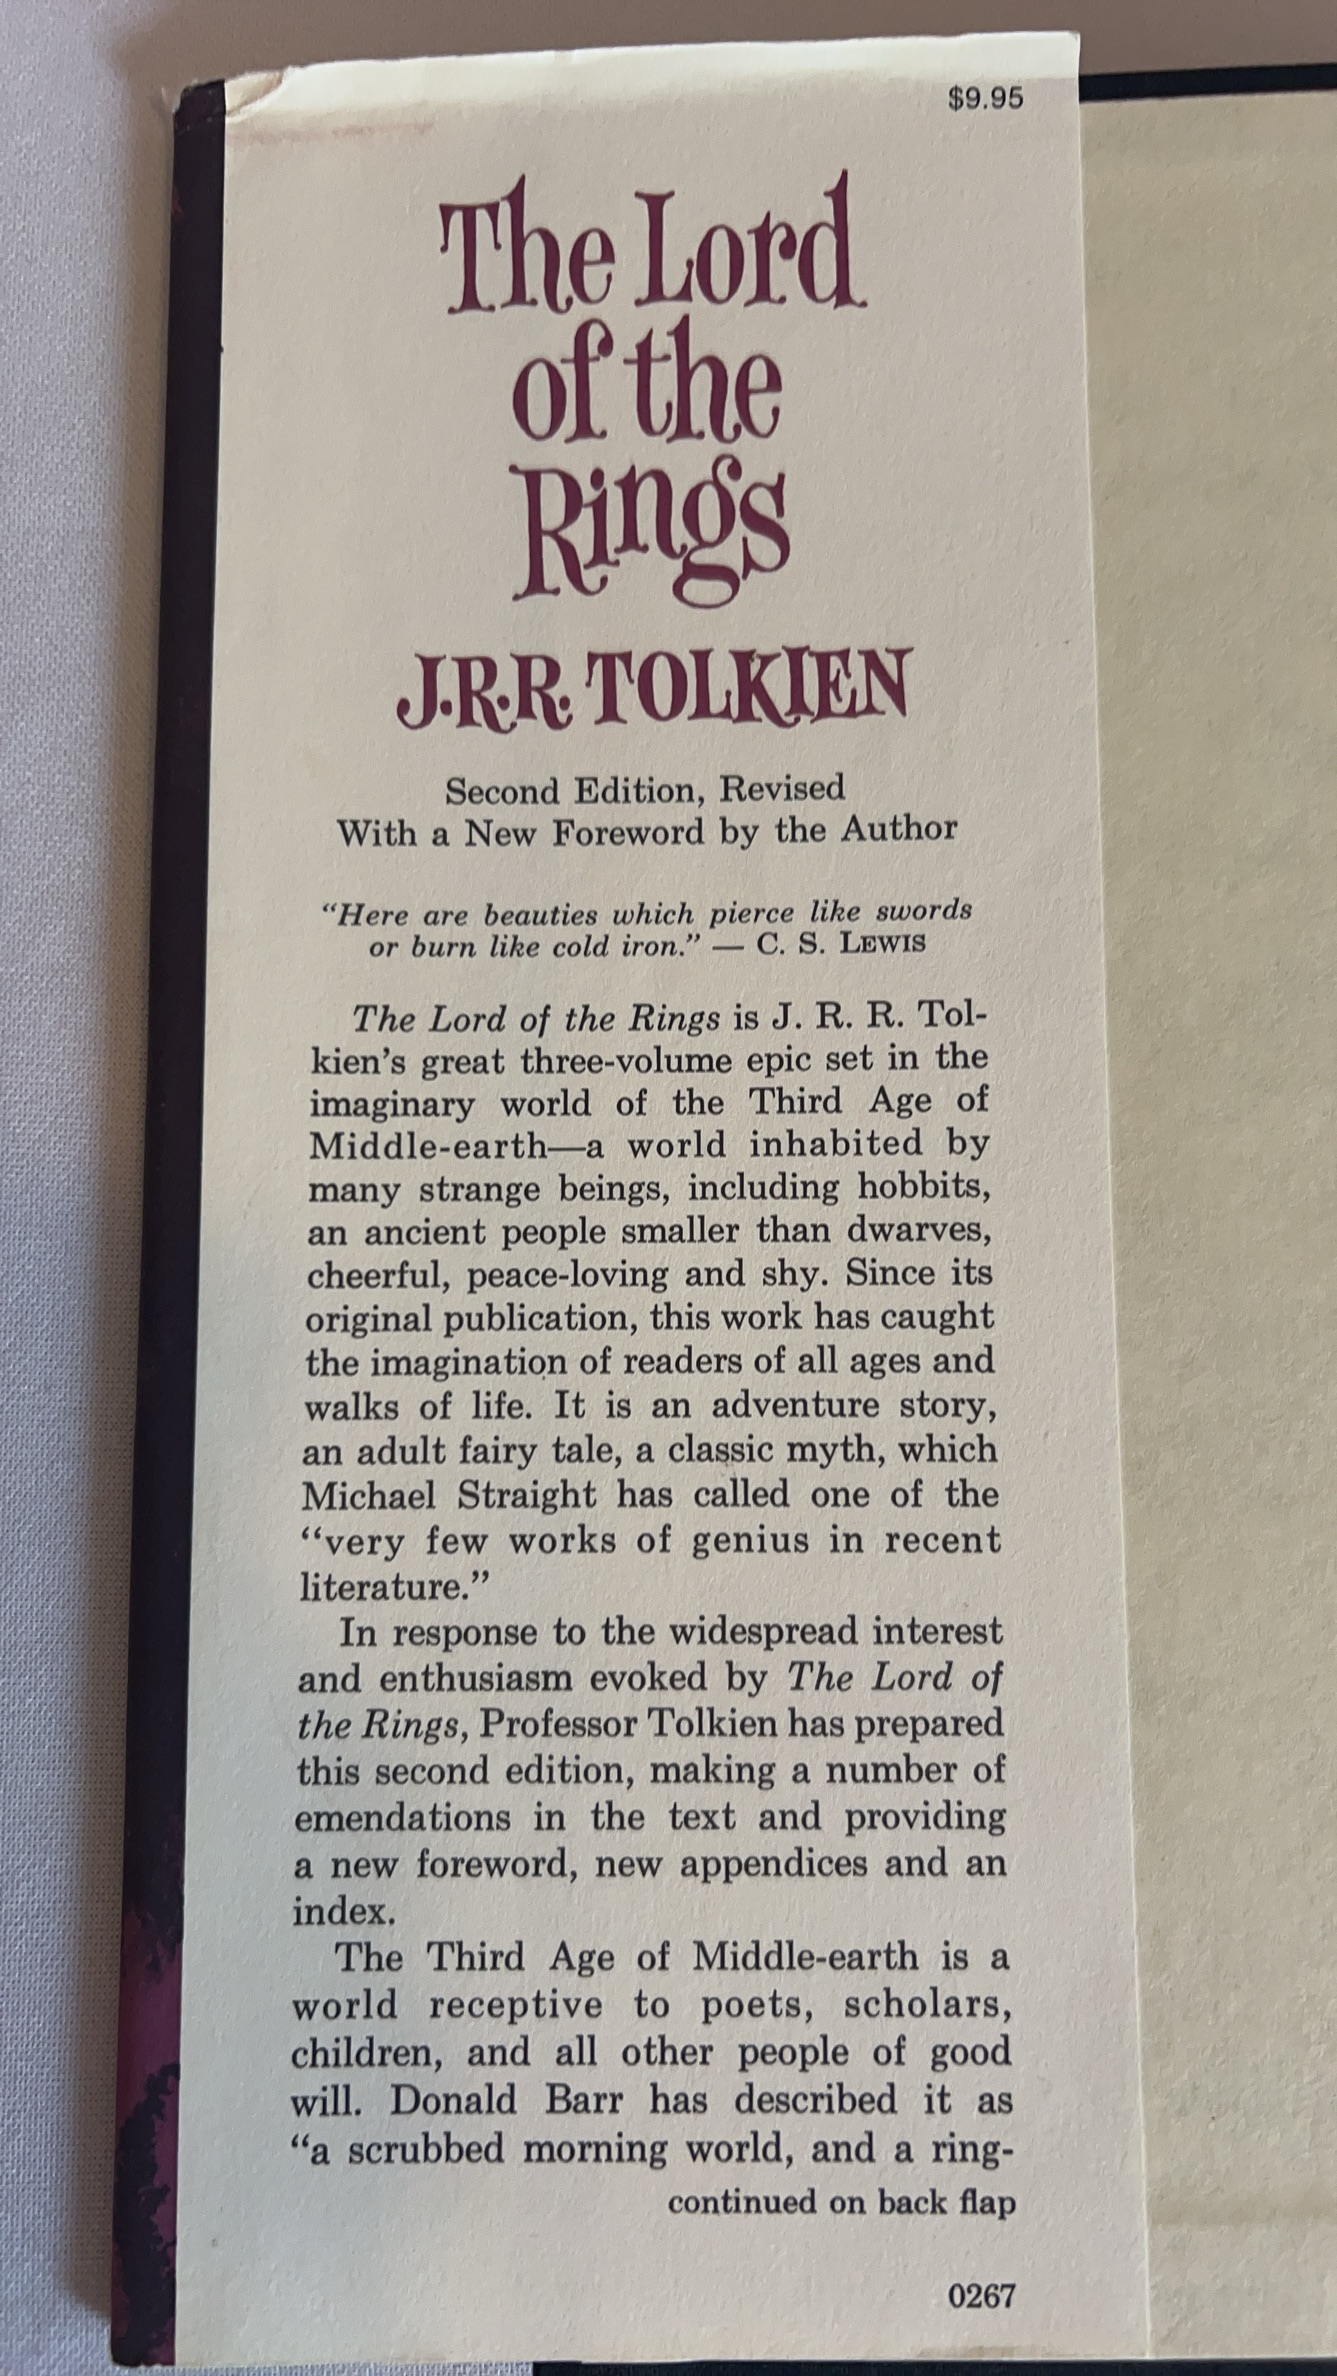 $9.95
The Lord
of the
Rings
J.R.R. TOLKIEN
Second Edition, Revised
With a New Foreword by the Author
“Here are beauties which pierce like swords
or burn like cold iron.” — C. S. LEWIS
The Lord of the Rings is J. R. R. Tol-
kien’s great three-volume epic set in the
imaginary world of the Third Age of
Middle-earth—a world inhabited by
many strange beings, including hobbits,
an ancient people smaller than dwarves,
cheerful, peace-loving and shy. Since its
original publication, this work has caught
the imagination of readers of all ages and
walks of life. It is an adventure story,
an adult fairy tale, a classic myth, which
Michael Straight has called one of the
“very few works of genius in recent
literature.”
In response to the widespread interest
and enthusiasm evoked by The Lord of
the Rings, Professor Tolkien has prepared
this second edition, making a number of
emendations in the text and providing
a new foreword, new appendices and an
index.
The Third Age of Middle-earth is a
world receptive to poets, scholars,
children, and all other people of good
will. Donald Barr has described it as
“a scrubbed morning world, and a ring-
continued on back flap
0267